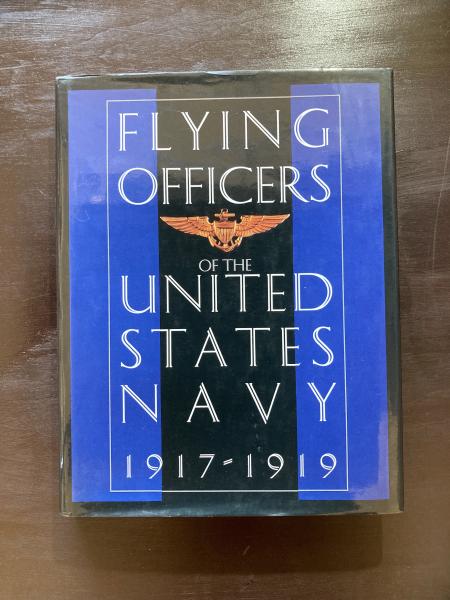 FLYING
OFFICERS
OF THE
UNITED
STATES
NAVY
1917-1919